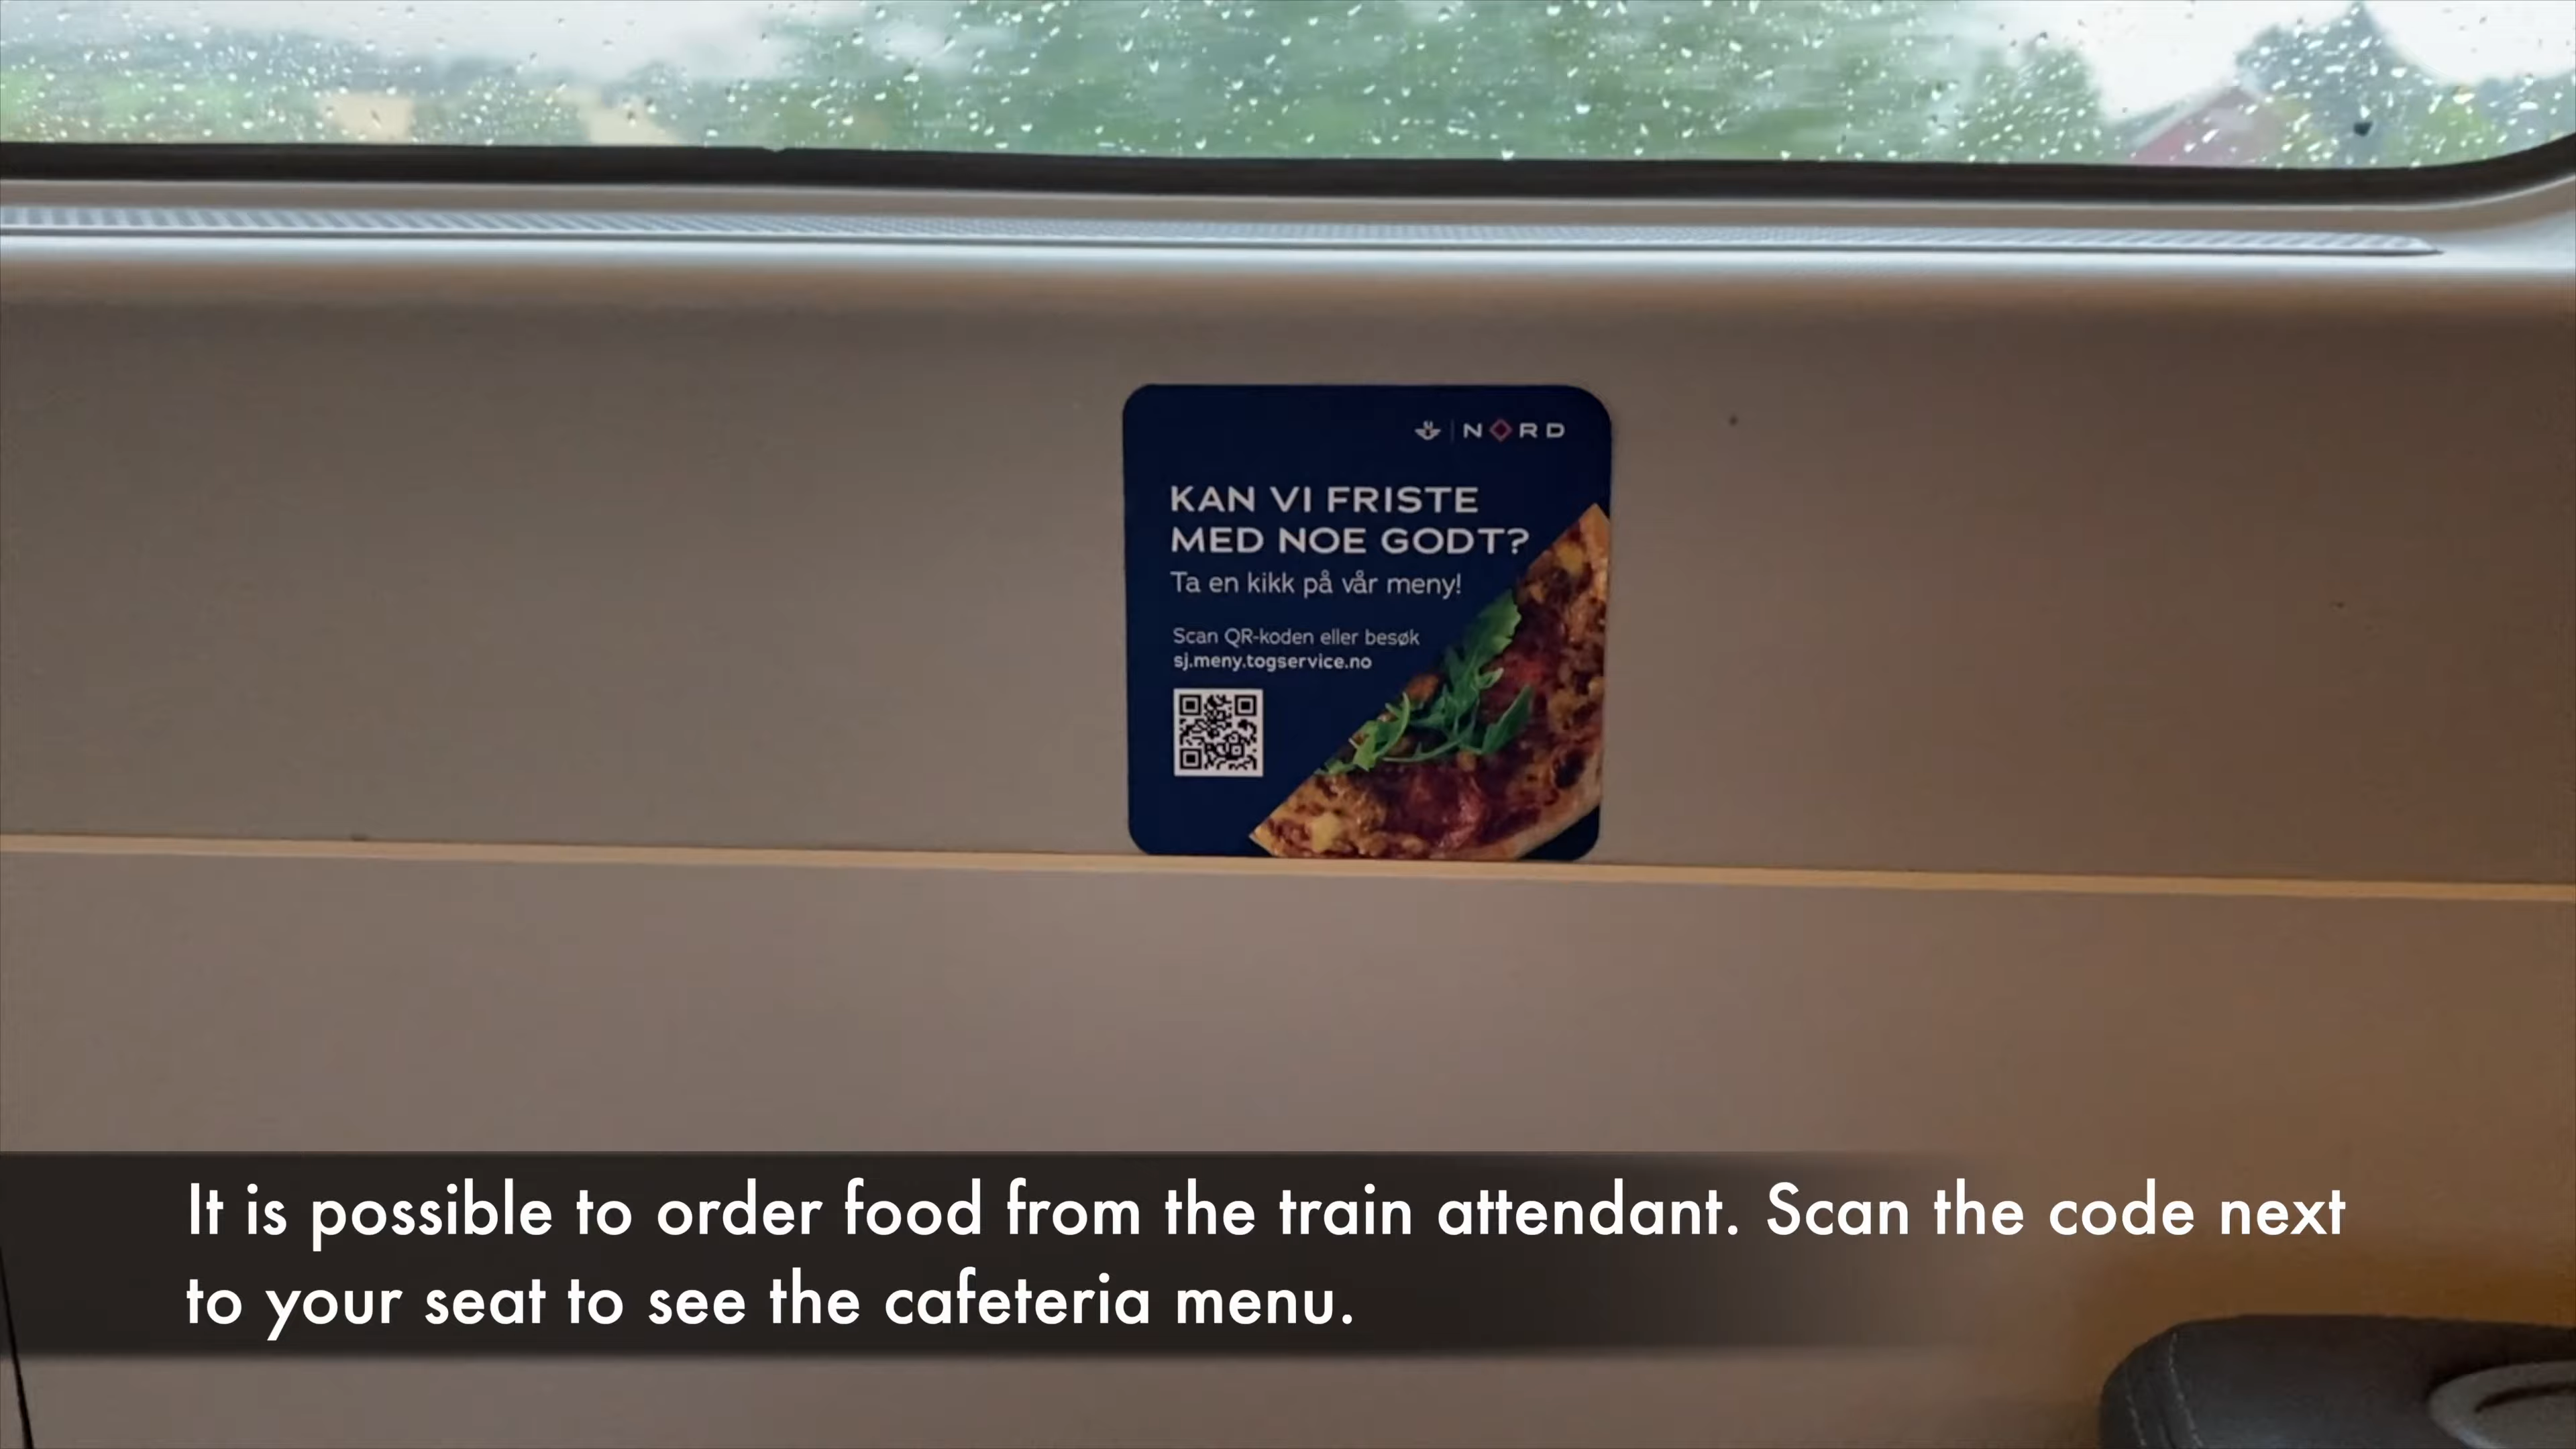 NORD
KAN VI FRISTE
MED NOE GODT?
Ta en kikk på vår meny!
Scan QR-koden eller besøk
sj.meny.togservice.no
It is possible to order food from the train attendant. Scan the code next
to your seat to see the cafeteria menu.